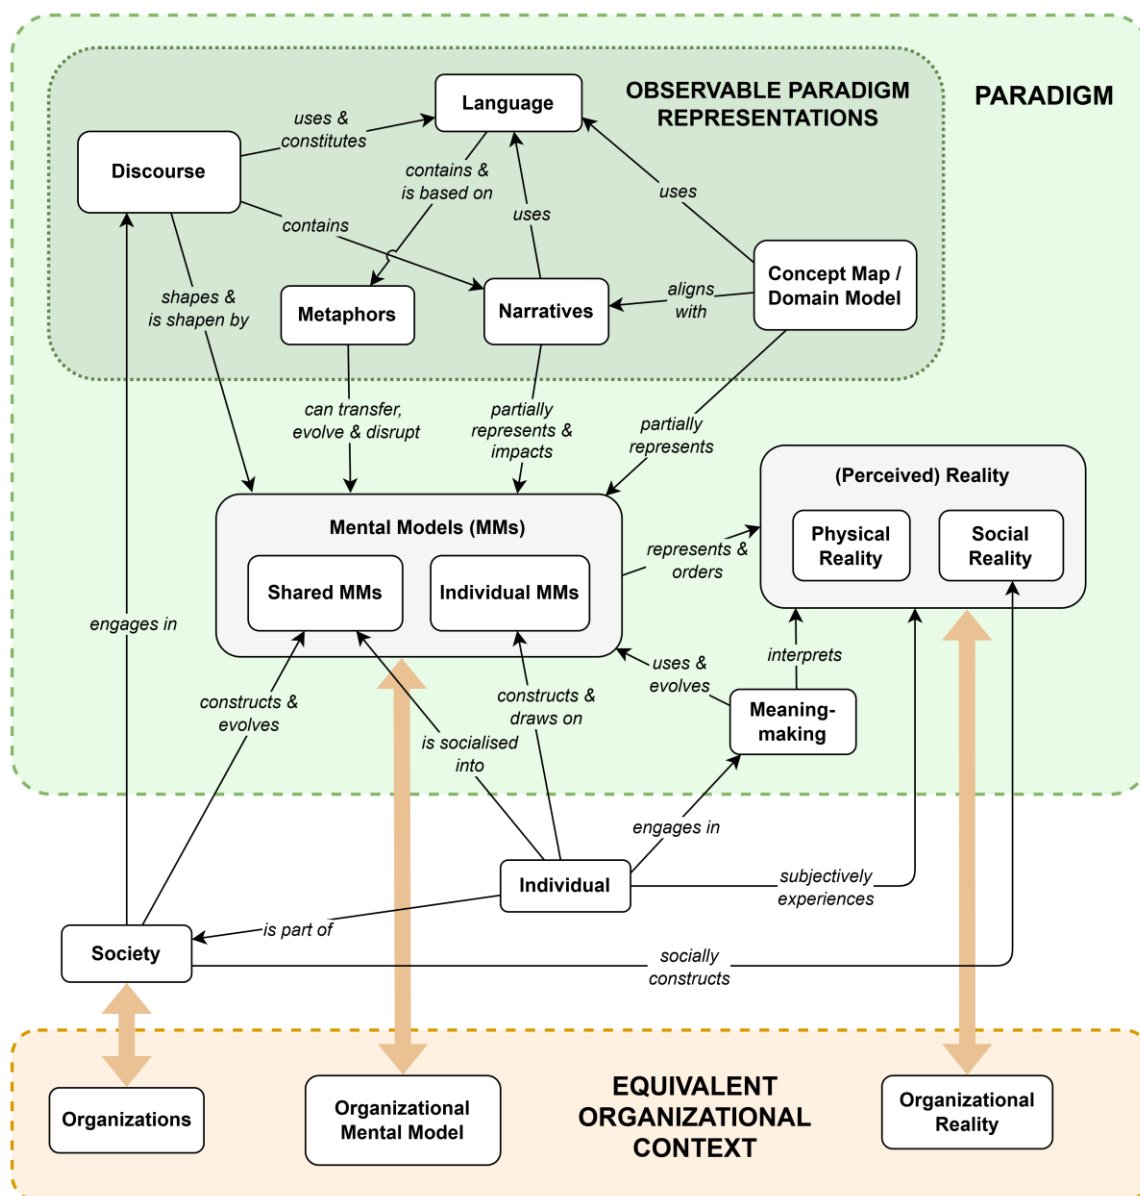 OBSERVABLE PARADIGM
REPRESENTATIONS
PARADIGM
Language
uses &
constitutes
Discourse
contains &
is based on
uses
uses
contains
Concept Map /
Domain Model
aligns
with
Metaphors
Narratives
shapes &
is shapen by
can transfer,
evolve & disrupt
partially
represents &
impacts
partially
represents
(Perceived) Reality
Physical
Reality
Social
Reality
Mental Models (MMs)
Shared MMs
Individual MMs
represents &
orders
engages in
constructs &
evolves
is socialised
into
constructs &
draws on
uses &
evolves
interprets
Meaning-
making
engages in
Individual
subjectively
experiences
is part of
Society
socially
constructs
EQUIVALENT
ORGANIZATIONAL
CONTEXT
Organizations
Organizational
Mental Model
Organizational
Reality